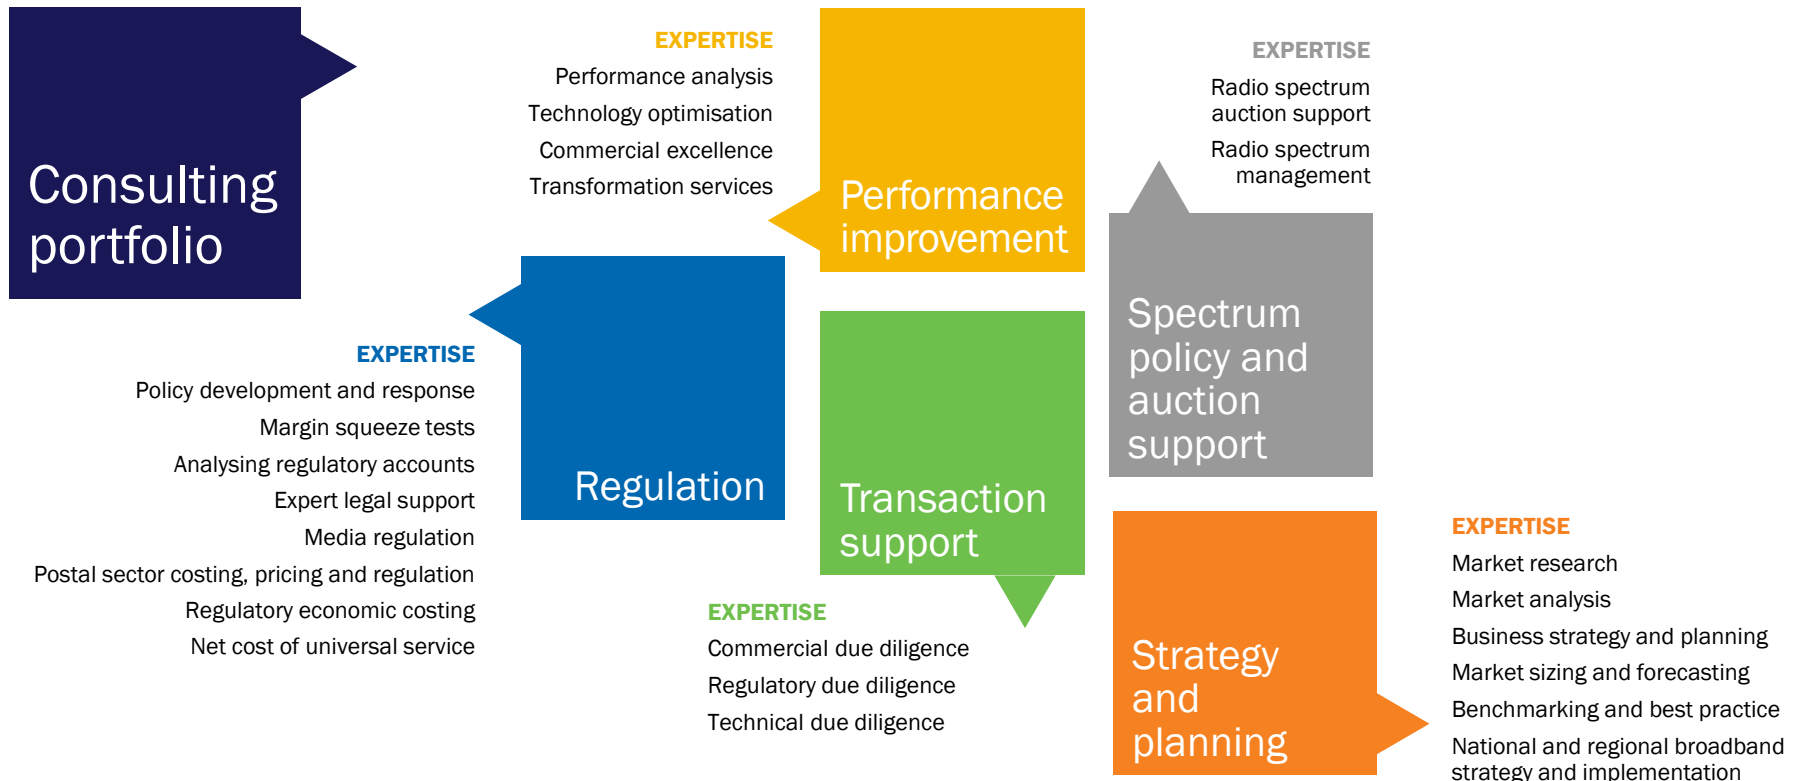 Consulting
portfolio
EXPERTISE
Performance analysis
Technology optimisation
Commercial excellence
Transformation services
Performance
improvement
EXPERTISE
Radio spectrum
auction support
Radio spectrum
management
Spectrum
policy and
auction
support
Regulation
EXPERTISE
Policy development and response
Margin squeeze tests
Analysing regulatory accounts
Expert legal support
Media regulation
Postal sector costing, pricing and regulation
Regulatory economic costing
Net cost of universal service
Transaction
support
EXPERTISE
Commercial due diligence
Regulatory due diligence
Technical due diligence
Strategy
and
planning
EXPERTISE
Market research
Market analysis
Business strategy and planning
Market sizing and forecasting
Benchmarking and best practice
National and regional broadband
strategy and implementation